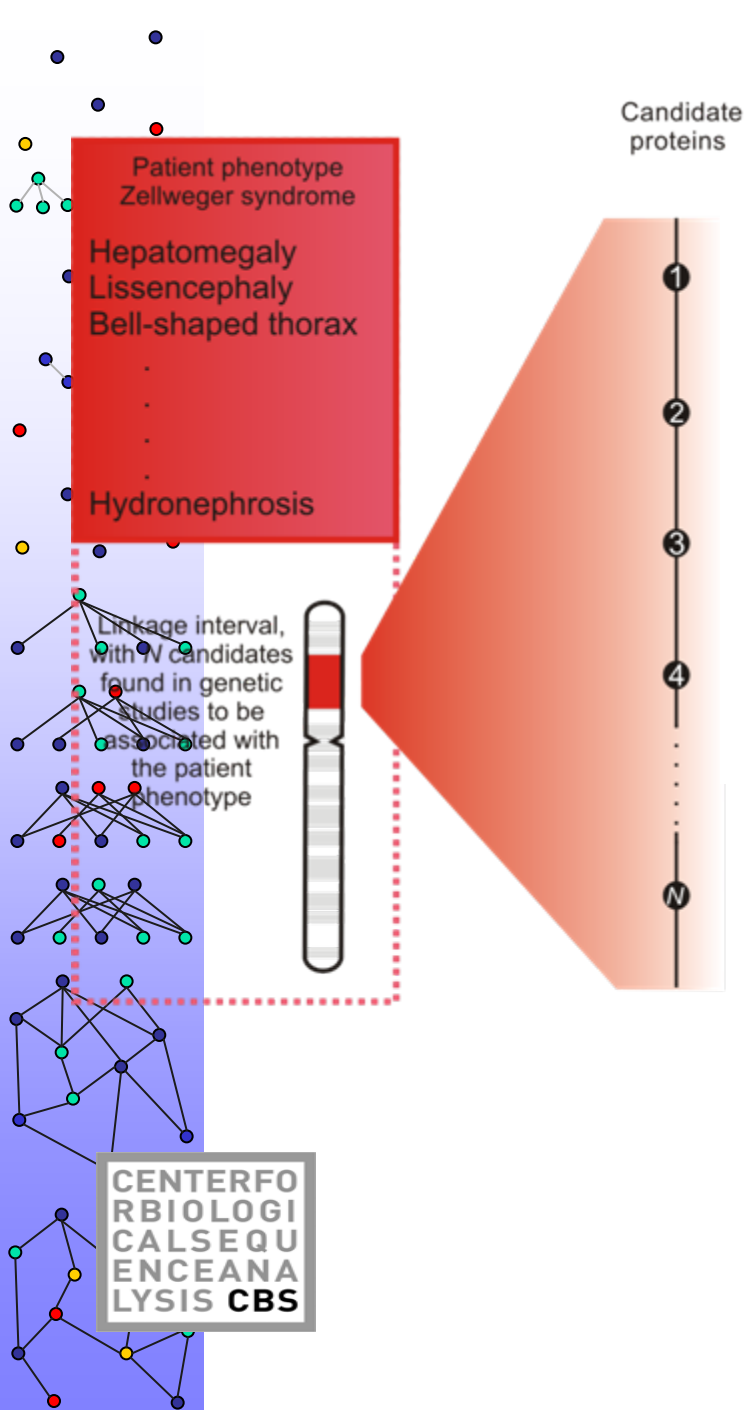 Candidate
proteins
Patient phenotype
Zellweger syndrome
Hepatomegaly
Lissencephaly
Bell-shaped thorax
.
.
.
.
Hydronephrosis
1
2
3
4
N
Linkage interval,
with N candidates
found in genetic
studies to be
associated with
the patient
phenotype
CENTERFO
RBIOLOGI
CALSEQU
ENCEANA
LYSIS CBS